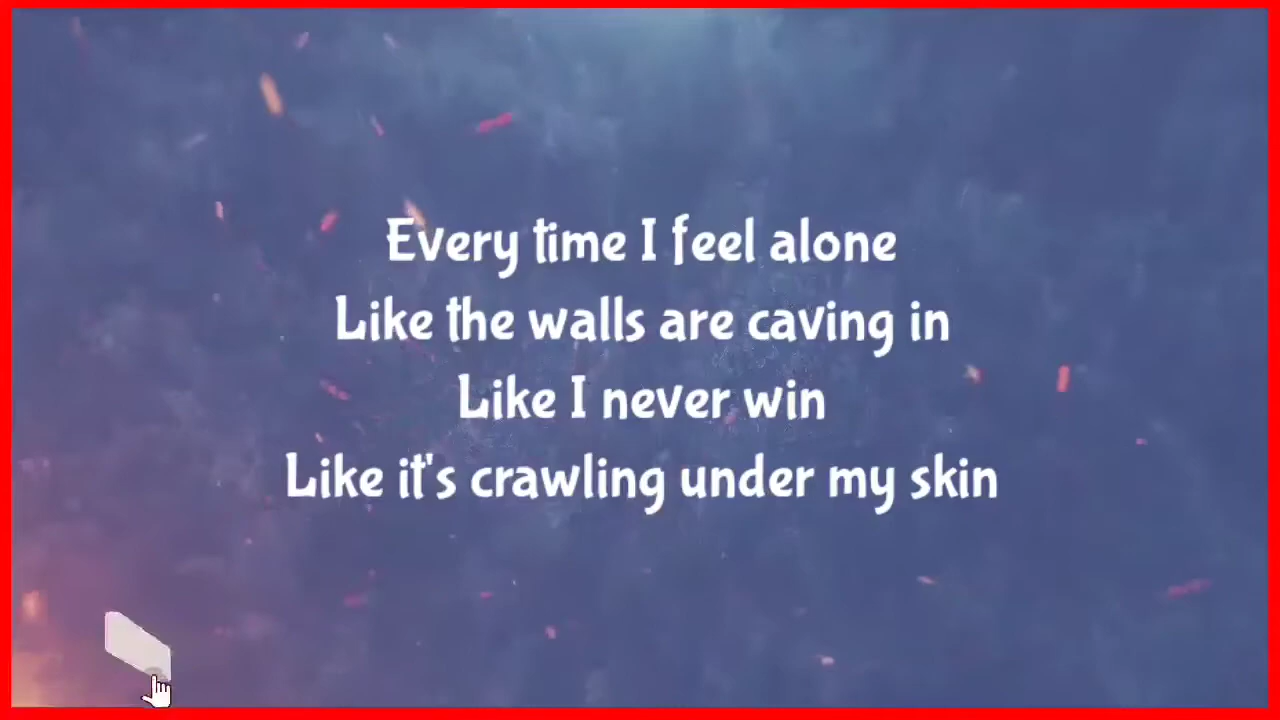 Every time I feel alone
Like the walls are caving in
Like I never win
Like it's crawling under my skin